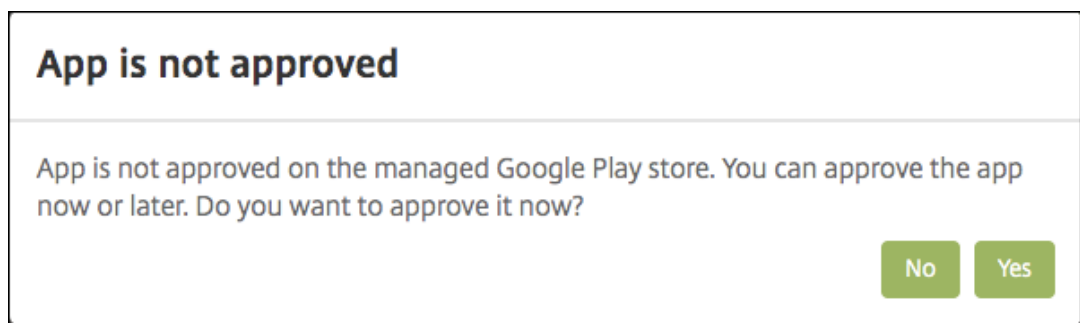 App is not approved
App is not approved on the managed Google Play store. You can approve the app
now or later. Do you want to approve it now?
No Yes